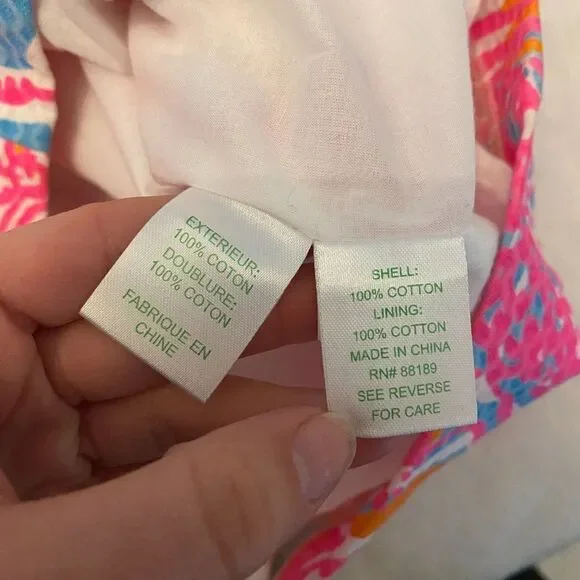 EXTERIEUR:
100% COTON
DOUBLURE:
100% COTON
FABRIQUE EN
CHINE
SHELL:
100% COTTON
LINING:
100% COTTON
MADE IN CHINA
RN# 88189
SEE REVERSE
FOR CARE